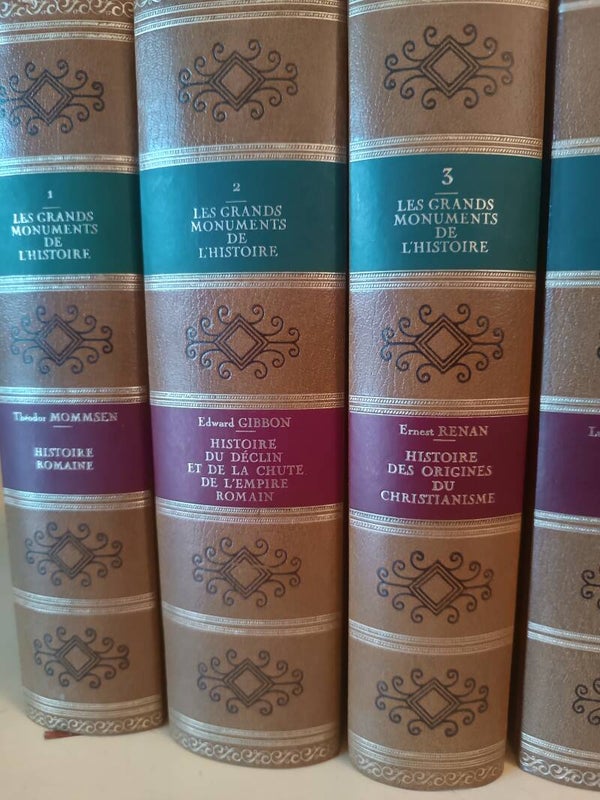 1
LES GRANDS
MONUMENTS
DE
L'HISTOIRE
Théodor MOMMSEN
HISTOIRE
ROMAINE
2
LES GRANDS
MONUMENTS
DE
L'HISTOIRE
Edward GIBBON
HISTOIRE
DU DÉCLIN
ET DE LA CHUTE
DE L'EMPIRE
ROMAIN
3
LES GRANDS
MONUMENTS
DE
L'HISTOIRE
Ernest RENAN
HISTOIRE
DES ORIGINES
DU
CHRISTIANISME